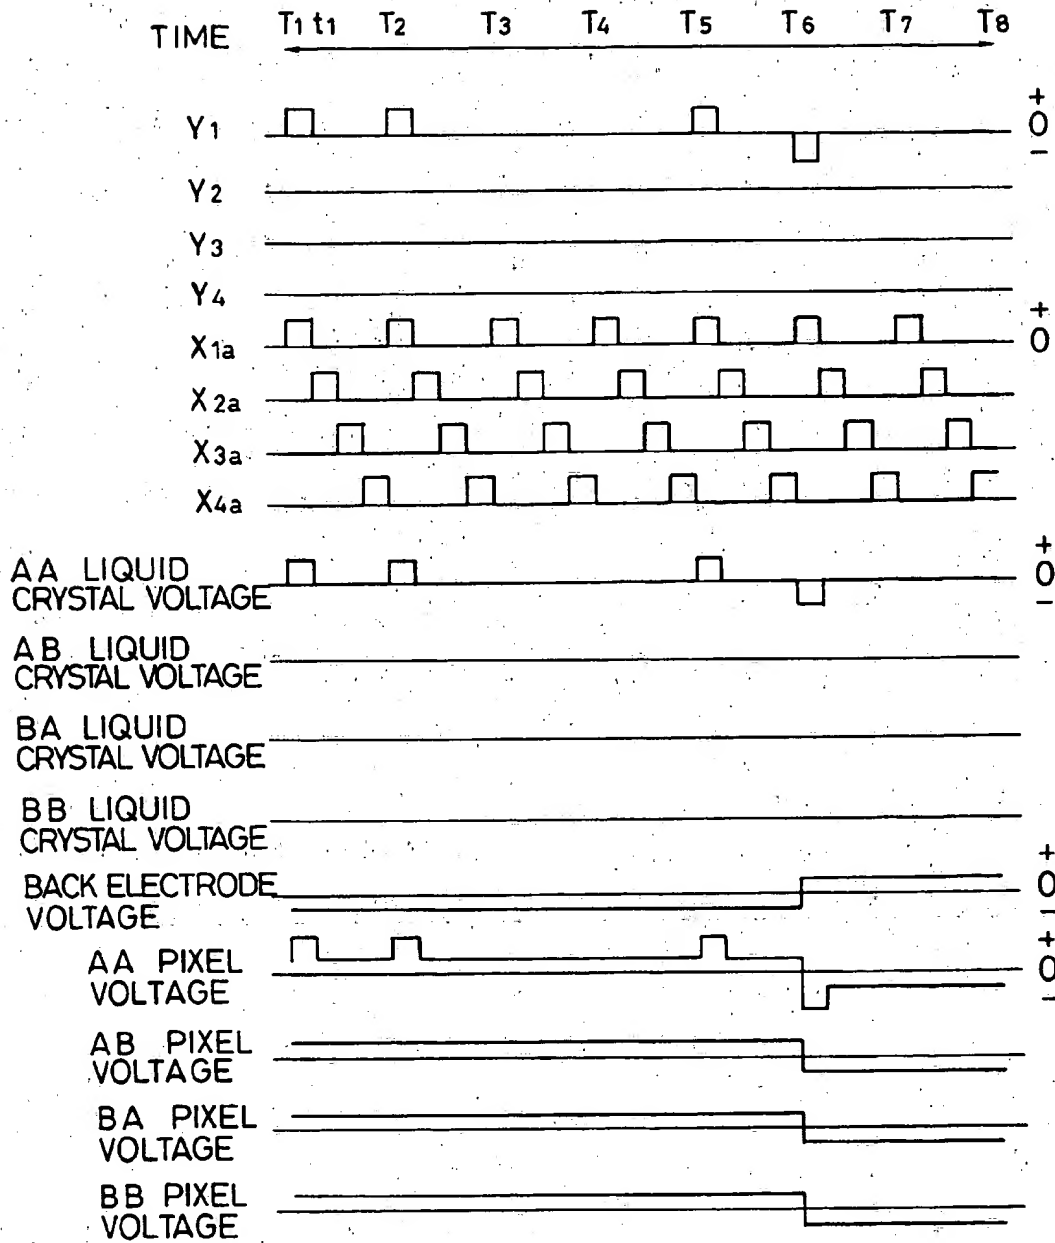 TIME T1 t1 T2 T3 T4 T5 T6 T7 T8
+
Y1 0
−
Y2
Y3
Y4
+
X1a 0
X2a
X3a
X4a
+
AA LIQUID 0
CRYSTAL VOLTAGE −
AB LIQUID
CRYSTAL VOLTAGE
BA LIQUID
CRYSTAL VOLTAGE
BB LIQUID
CRYSTAL VOLTAGE
+
BACK ELECTRODE 0
VOLTAGE −
+
AA PIXEL 0
VOLTAGE −
AB PIXEL
VOLTAGE
BA PIXEL
VOLTAGE
BB PIXEL
VOLTAGE